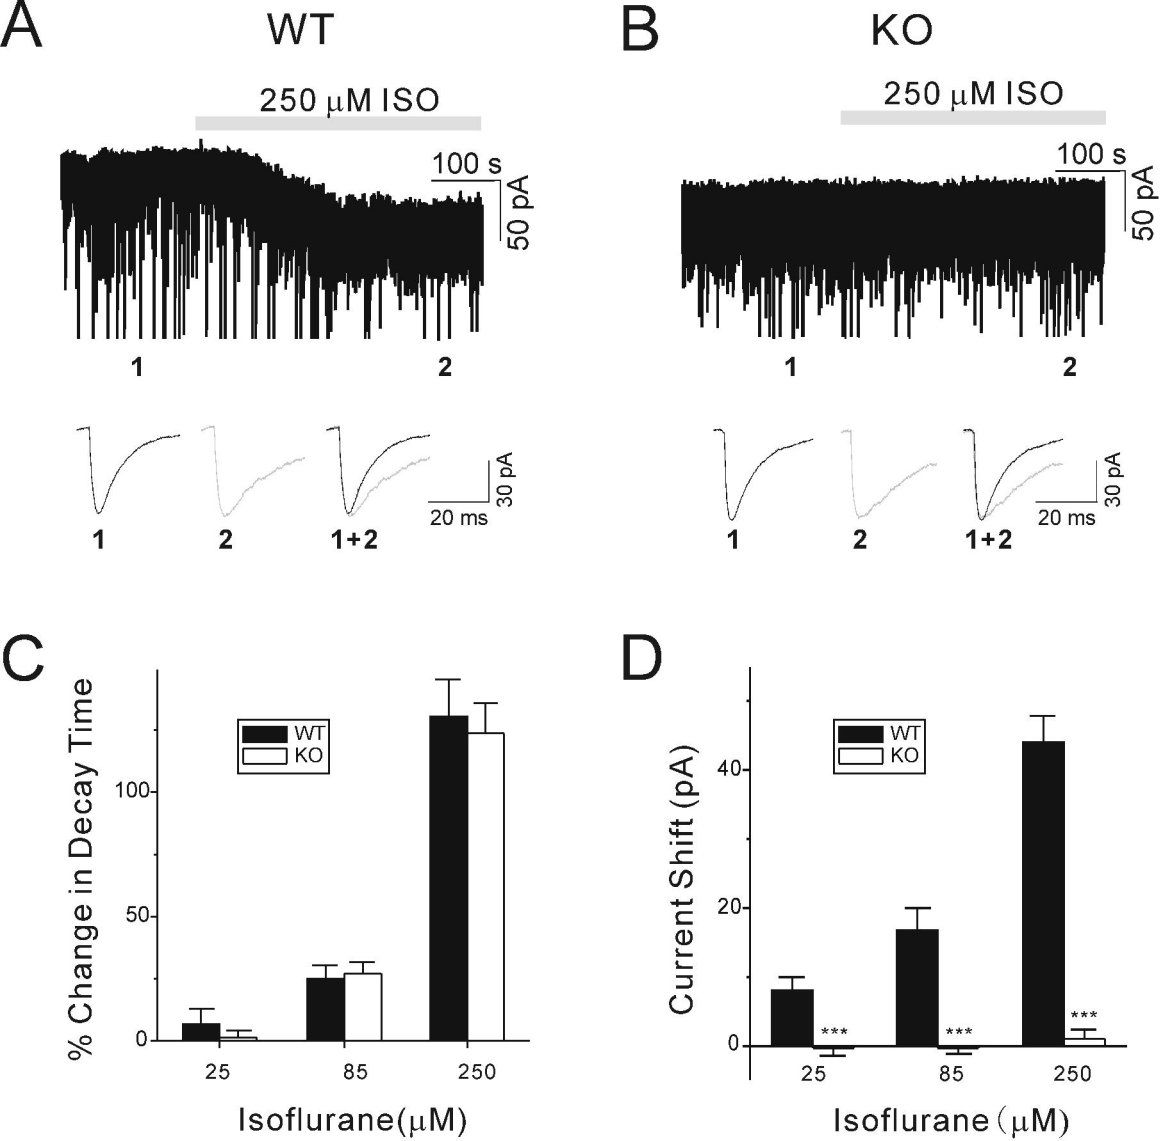 A
WT
250 μM ISO
100 s
50 pA
1
2
1
2
1+2
30 pA
20 ms
B
KO
250 μM ISO
100 s
50 pA
1
2
1
2
1+2
30 pA
20 ms
C
% Change in Decay Time
100
50
0
WT
KO
25
85
250
Isoflurane(μM)
D
Current Shift (pA)
40
20
0
WT
KO
***
***
***
25
85
250
Isoflurane (μM)